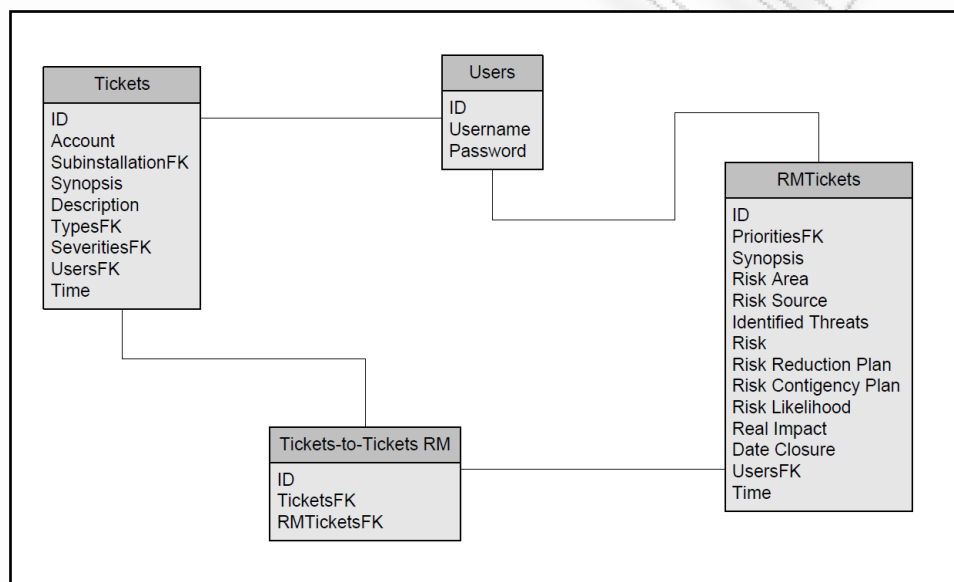 Tickets
ID
Account
SubinstallationFK
Synopsis
Description
TypesFK
SeveritiesFK
UsersFK
Time
Users
ID
Username
Password
RMTickets
ID
PrioritiesFK
Synopsis
Risk Area
Risk Source
Identified Threats
Risk
Risk Reduction Plan
Risk Contigency Plan
Risk Likelihood
Real Impact
Date Closure
UsersFK
Time
Tickets-to-Tickets RM
ID
TicketsFK
RMTicketsFK